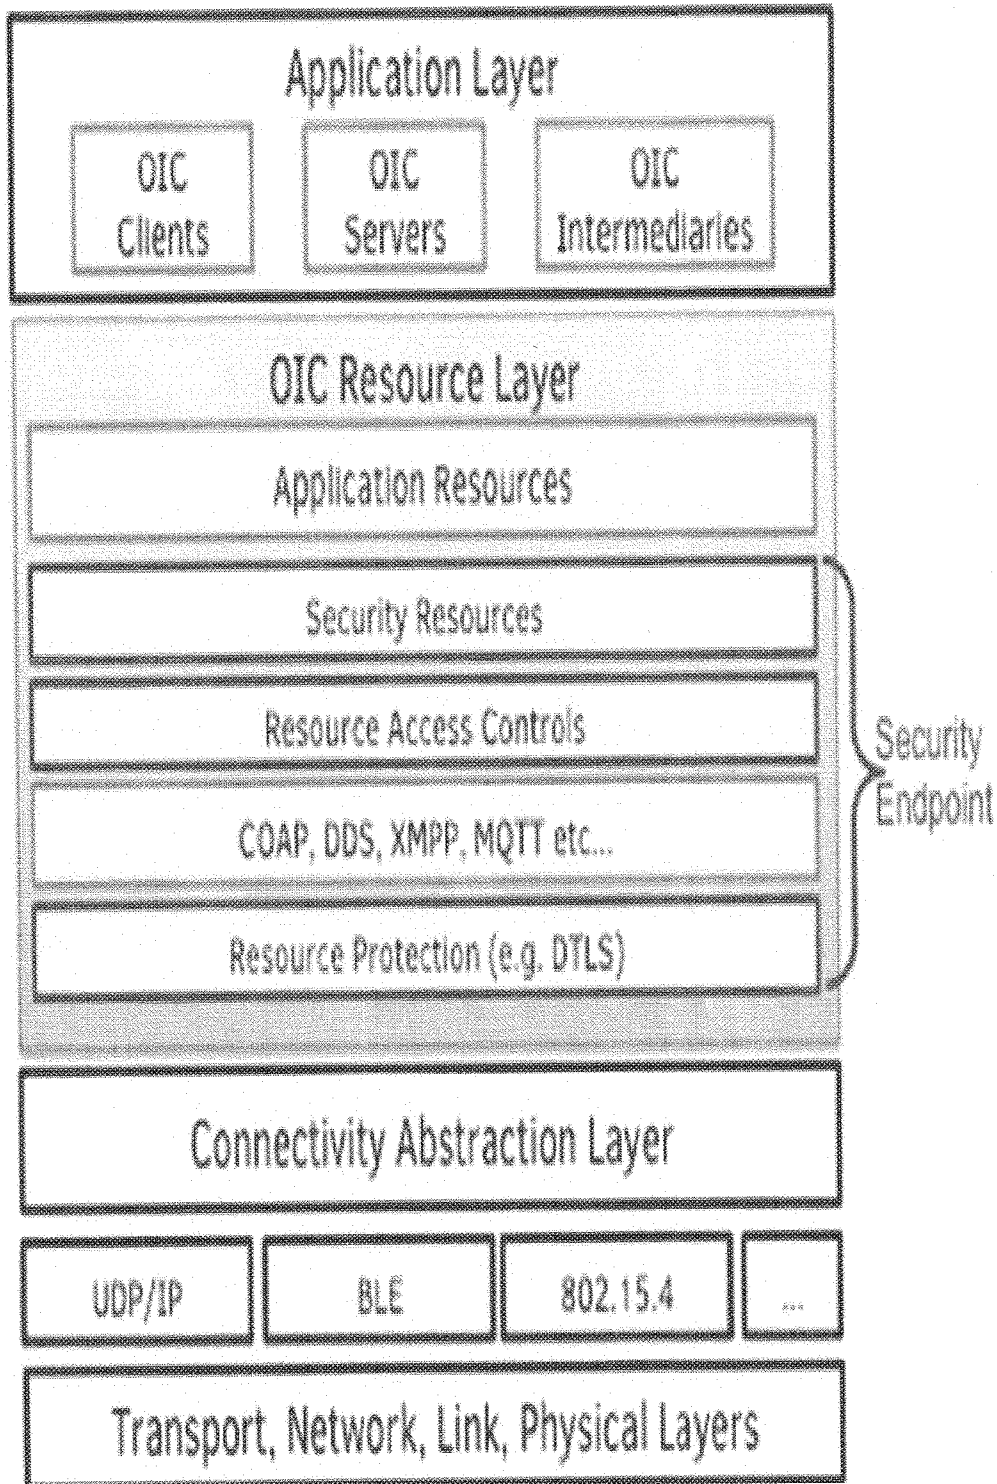 Application Layer
OIC
Clients
OIC
Servers
OIC
Intermediaries
OIC Resource Layer
Application Resources
Security Resources
Resource Access Controls
COAP, DDS, XMPP, MQTT etc...
Resource Protection (e.g. DTLS)
Security
Endpoint
Connectivity Abstraction Layer
UDP/IP
BLE
802.15.4
...
Transport, Network, Link, Physical Layers